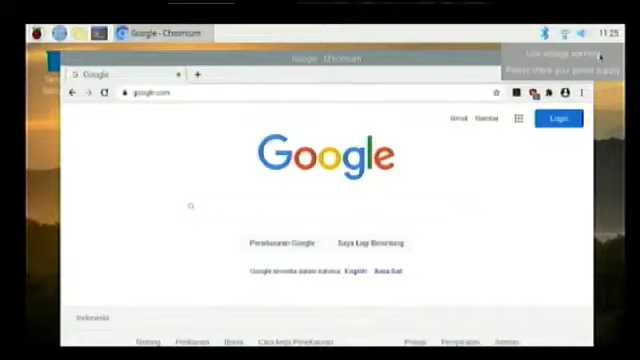 Google - Chromium
11:25
Google - Chromium
Low voltage warning
Please check your power supply
Google
google.com
Gmail Gambar
Login
Google
Penelusuran Google Saya Lagi Beruntung
Google tersedia dalam bahasa: English Basa Bali
Indonesia
Tentang Periklanan Bisnis Cara kerja Penelusuran Privasi Persyaratan Setelan